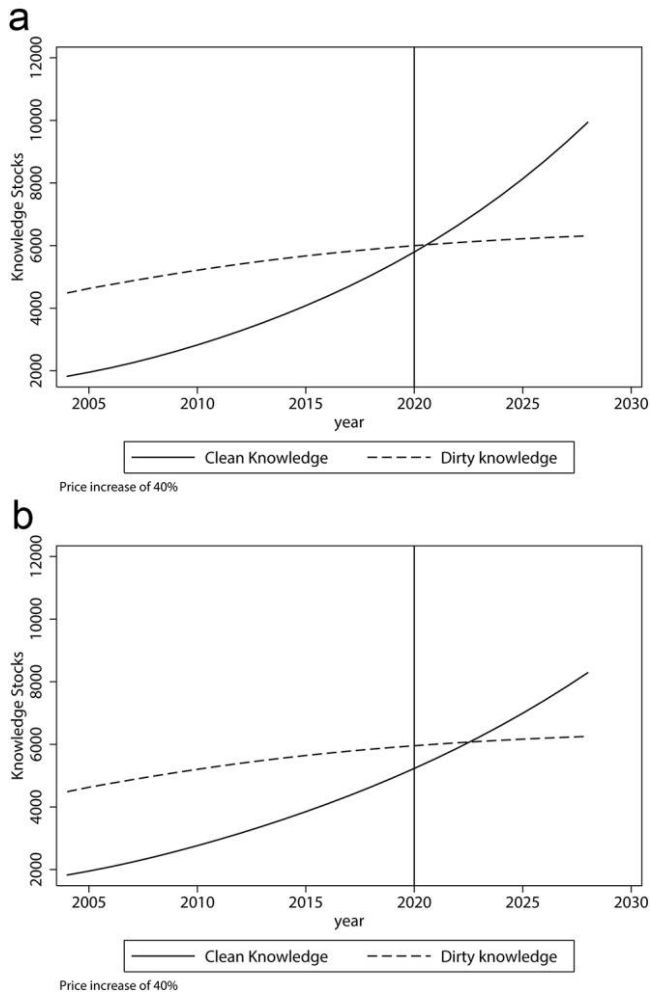 a
12000
10000
8000
6000
4000
2000
Knowledge Stocks
2005 2010 2015 2020 2025 2030
year
Clean Knowledge Dirty knowledge
Price increase of 40%
b
12000
10000
8000
6000
4000
2000
Knowledge Stocks
2005 2010 2015 2020 2025 2030
year
Clean Knowledge Dirty knowledge
Price increase of 40%